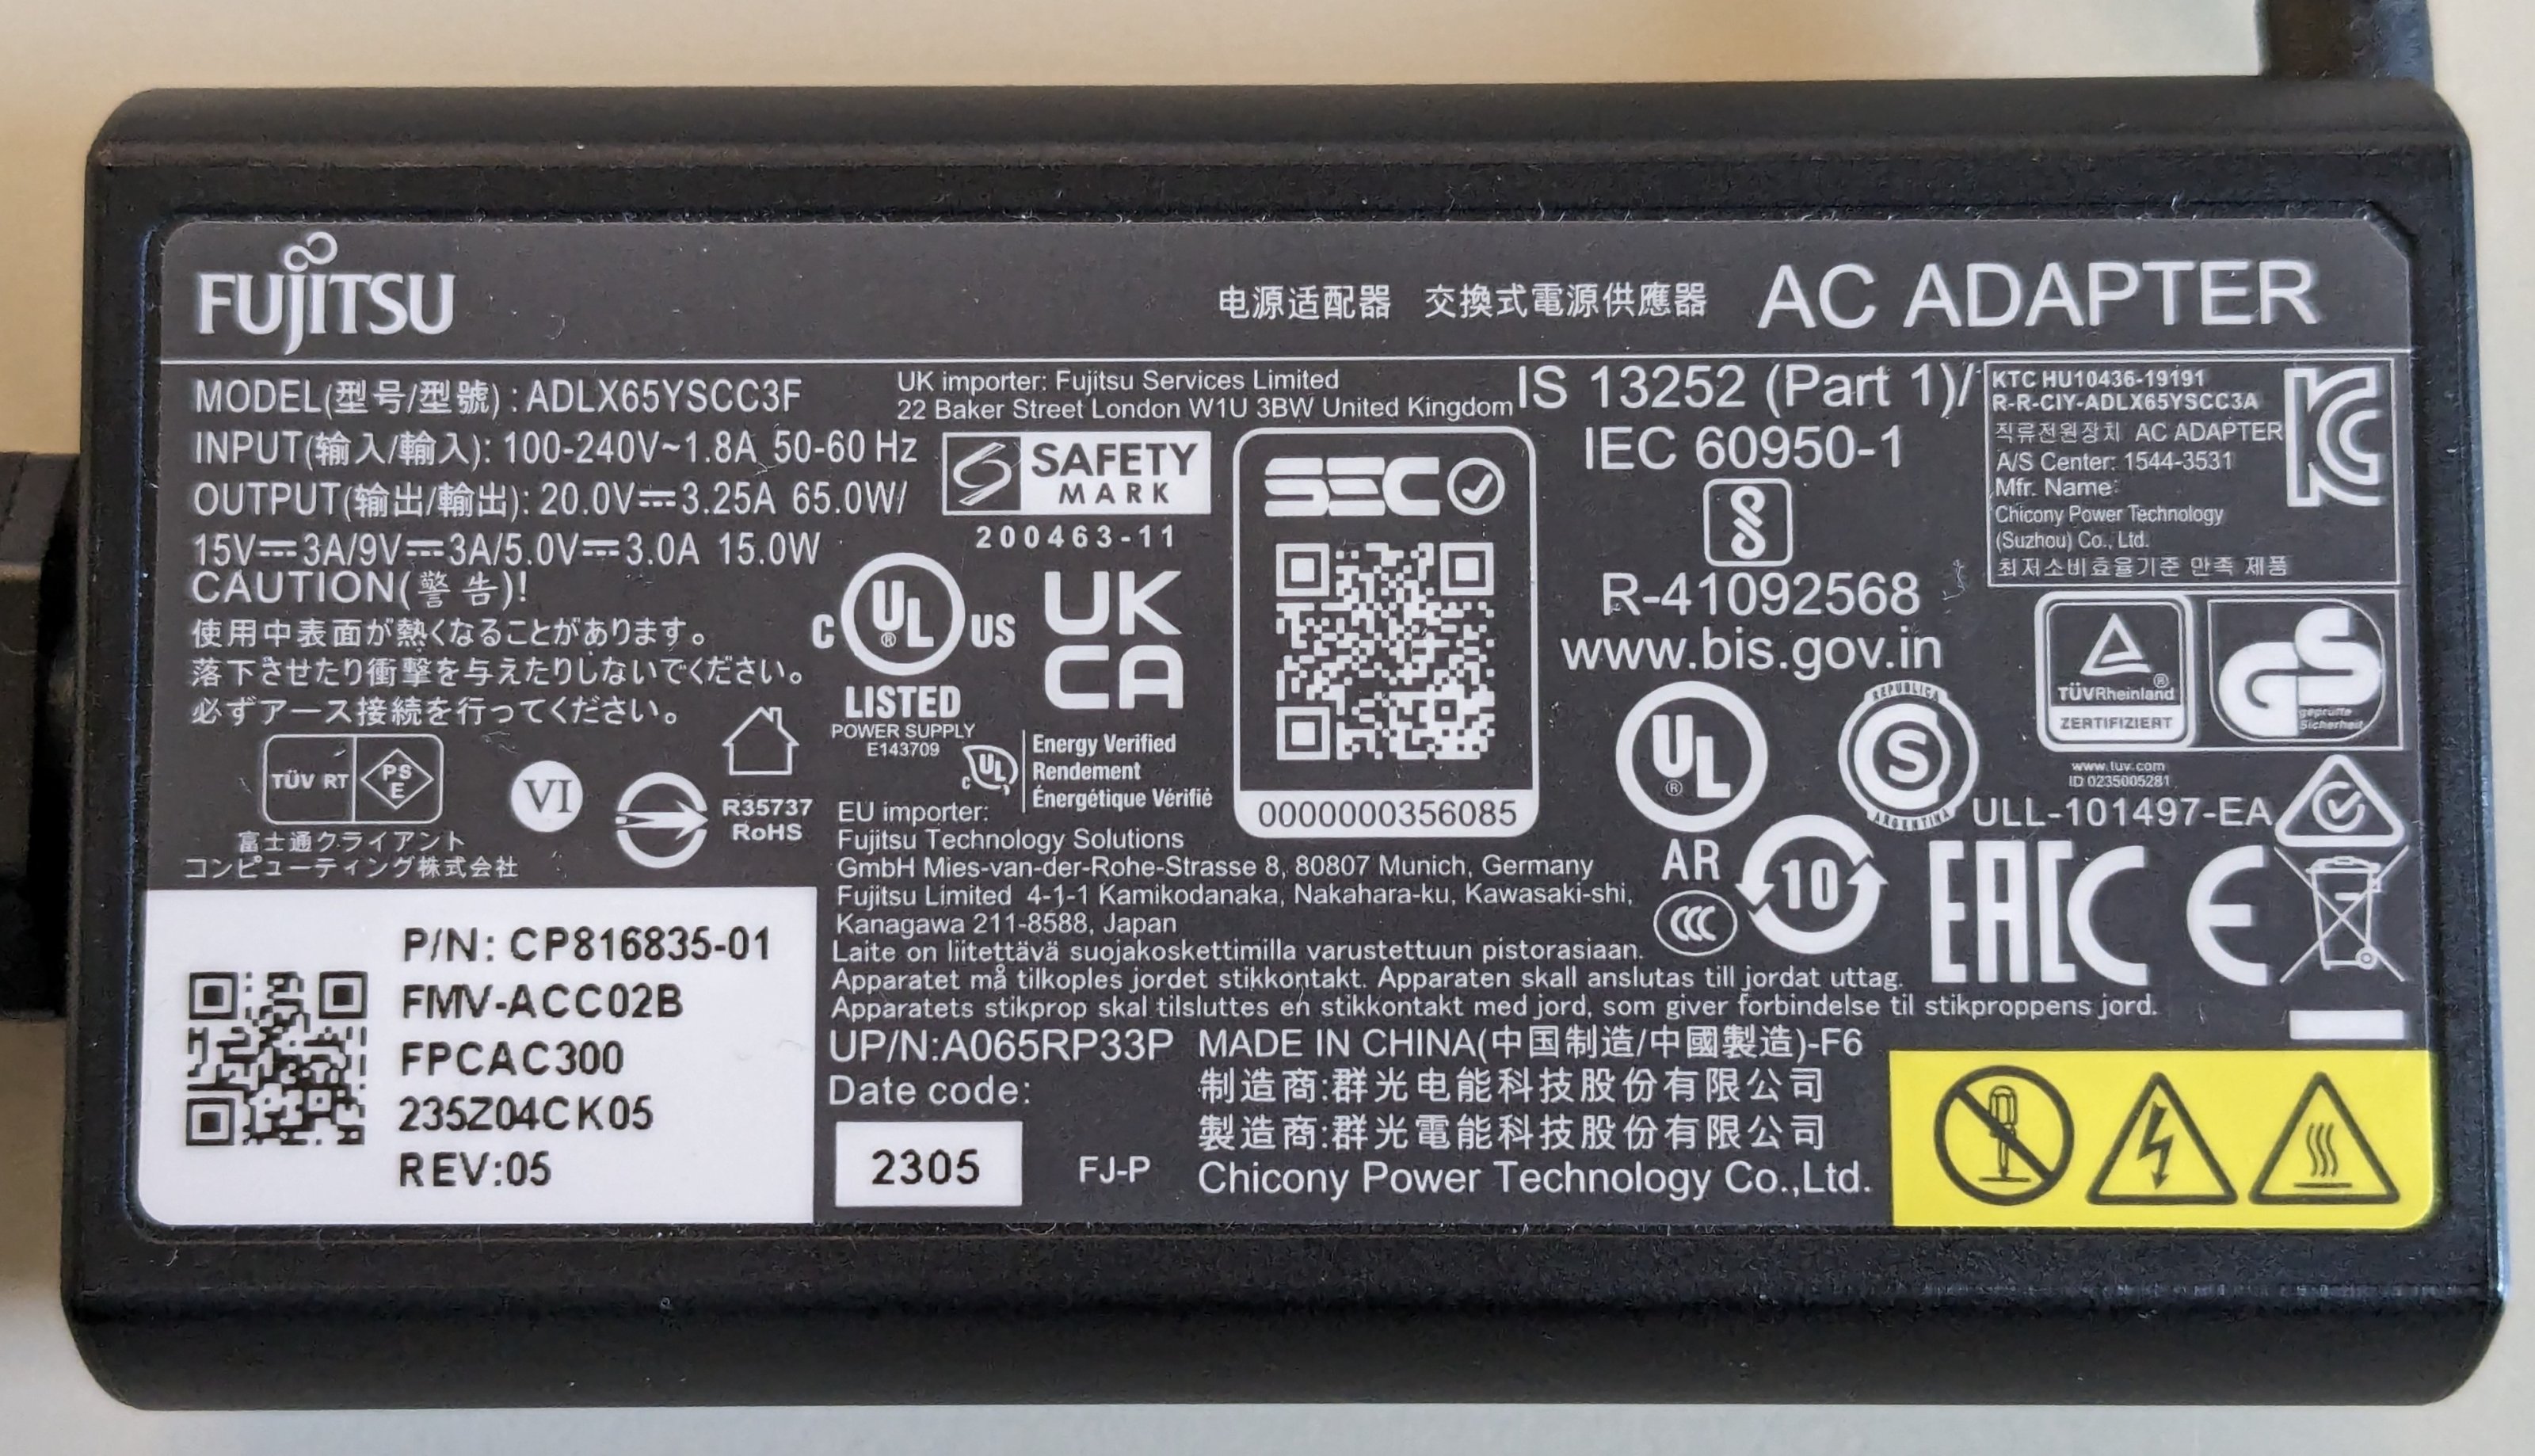 FUJITSU
电源适配器 交換式電源供應器 AC ADAPTER
MODEL(型号/型號) : ADLX65YSCC3F
INPUT(输入/輸入): 100-240V~1.8A 50-60 Hz
OUTPUT(输出/輸出): 20.0V⎓3.25A 65.0W/
15V⎓3A/9V⎓3A/5.0V⎓3.0A 15.0W
CAUTION(警告)!
使用中表面が熱くなることがあります。
落下させたり衝撃を与えたりしないでください。
必ずアース接続を行ってください。
TÜV RT
PS
E
富士通クライアント
コンピューティング株式会社
VI
R35737
RoHS
UK importer: Fujitsu Services Limited
22 Baker Street London W1U 3BW United Kingdom
SAFETY
MARK
200463-11
C UL ® US
LISTED
POWER SUPPLY
E143709
UK
CA
c UL
Energy Verified
Rendement
Énergétique Vérifié
SEC
0000000356085
IS 13252 (Part 1)/
IEC 60950-1
R-41092568
www.bis.gov.in
KTC HU10436-19191
R-R-CIY-ADLX65YSCC3A
직류전원장치 AC ADAPTER
A/S Center: 1544-3531
Mfr. Name:
Chicony Power Technology
(Suzhou) Co., Ltd.
최저소비효율기준 만족 제품
KC
TÜVRheinland ®
ZERTIFIZIERT
GS
geprüfte
Sicherheit
www.tuv.com
ID 0235005281
UL ®
AR
REPUBLICA
S
ARGENTINA
ULL-101497-EA
CCC
10
EAC
CE
EU importer:
Fujitsu Technology Solutions
GmbH Mies-van-der-Rohe-Strasse 8, 80807 Munich, Germany
Fujitsu Limited 4-1-1 Kamikodanaka, Nakahara-ku, Kawasaki-shi,
Kanagawa 211-8588, Japan
Laite on liitettävä suojakoskettimilla varustettuun pistorasiaan.
Apparatet må tilkoples jordet stikkontakt. Apparaten skall anslutas till jordat uttag.
Apparatets stikprop skal tilsluttes en stikkontakt med jord, som giver forbindelse til stikproppens jord.
UP/N:A065RP33P MADE IN CHINA(中国制造/中國製造)-F6
Date code:
2305
FJ-P
制造商:群光电能科技股份有限公司
製造商:群光電能科技股份有限公司
Chicony Power Technology Co.,Ltd.
P/N: CP816835-01
FMV-ACC02B
FPCAC300
235Z04CK05
REV:05